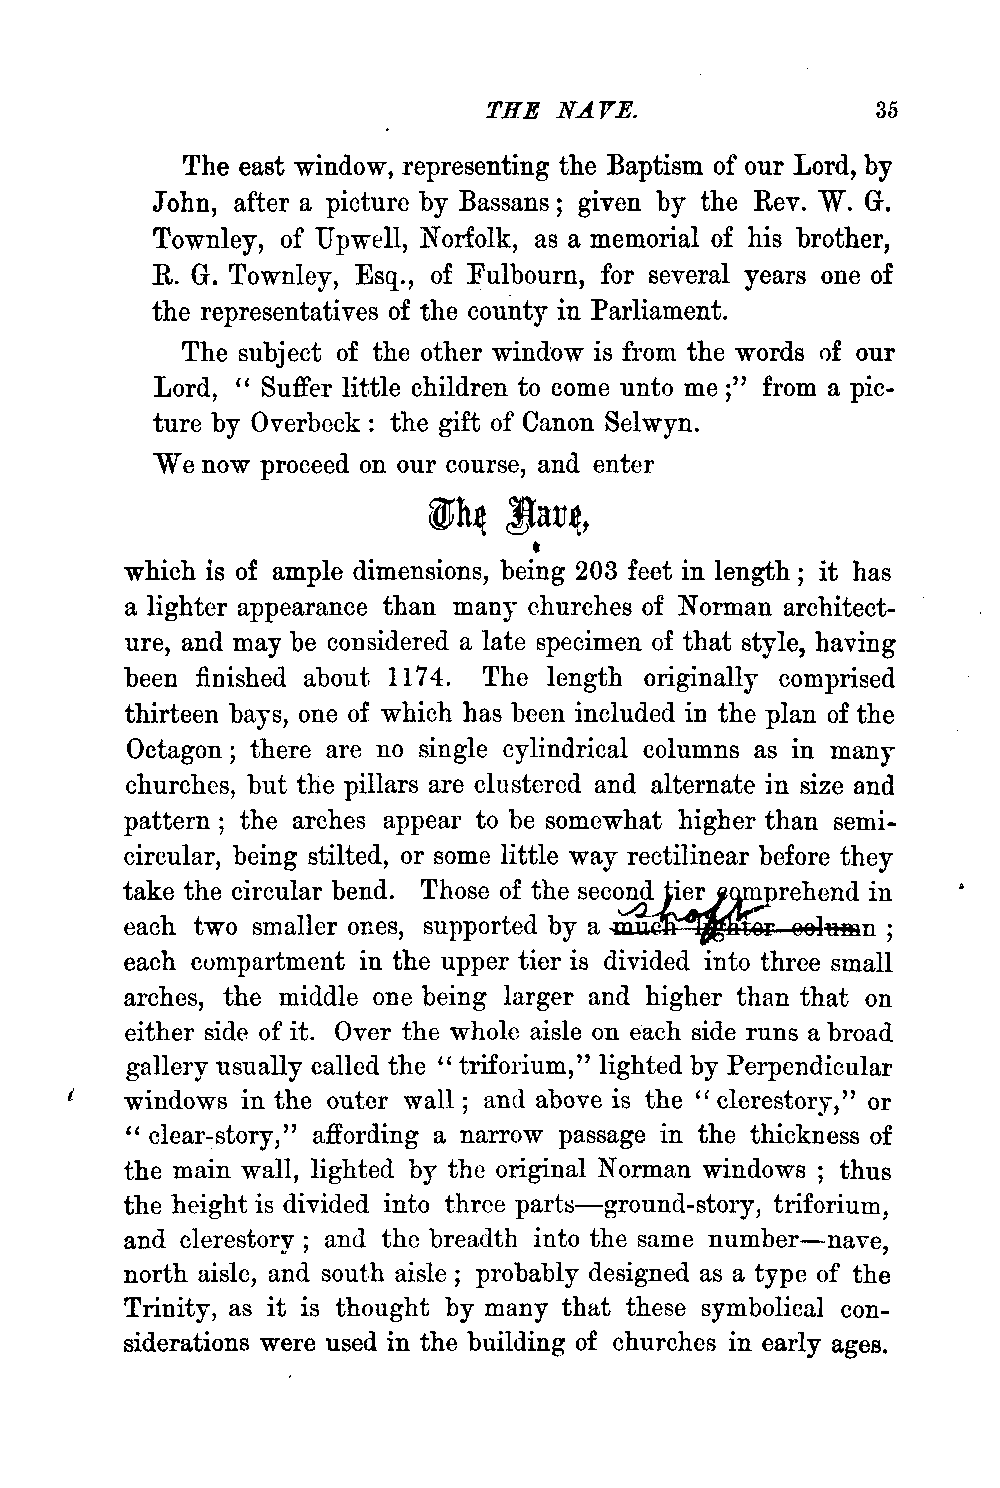 THE NAVE. 35
The east window, representing the Baptism of our Lord, by
John, after a picture by Bassans; given by the Rev. W. G.
Townley, of Upwell, Norfolk, as a memorial of his brother,
R. G. Townley, Esq., of Fulbourn, for several years one of
the representatives of the county in Parliament.
The subject of the other window is from the words of our
Lord, “ Suffer little children to come unto me ;” from a pic-
ture by Overbeck : the gift of Canon Selwyn.
We now proceed on our course, and enter
The Nave,
which is of ample dimensions, being 203 feet in length ; it has
a lighter appearance than many churches of Norman architect-
ure, and may be considered a late specimen of that style, having
been finished about 1174. The length originally comprised
thirteen bays, one of which has been included in the plan of the
Octagon ; there are no single cylindrical columns as in many
churches, but the pillars are clustered and alternate in size and
pattern ; the arches appear to be somewhat higher than semi-
circular, being stilted, or some little way rectilinear before they
take the circular bend. Those of the second tier comprehend in
shaft
each two smaller ones, supported by a much lighter column ;
each compartment in the upper tier is divided into three small
arches, the middle one being larger and higher than that on
either side of it. Over the whole aisle on each side runs a broad
gallery usually called the “ triforium,” lighted by Perpendicular
windows in the outer wall ; and above is the “ clerestory,” or
“ clear-story,” affording a narrow passage in the thickness of
the main wall, lighted by the original Norman windows ; thus
the height is divided into three parts—ground-story, triforium,
and clerestory ; and the breadth into the same number—nave,
north aisle, and south aisle ; probably designed as a type of the
Trinity, as it is thought by many that these symbolical con-
siderations were used in the building of churches in early ages.